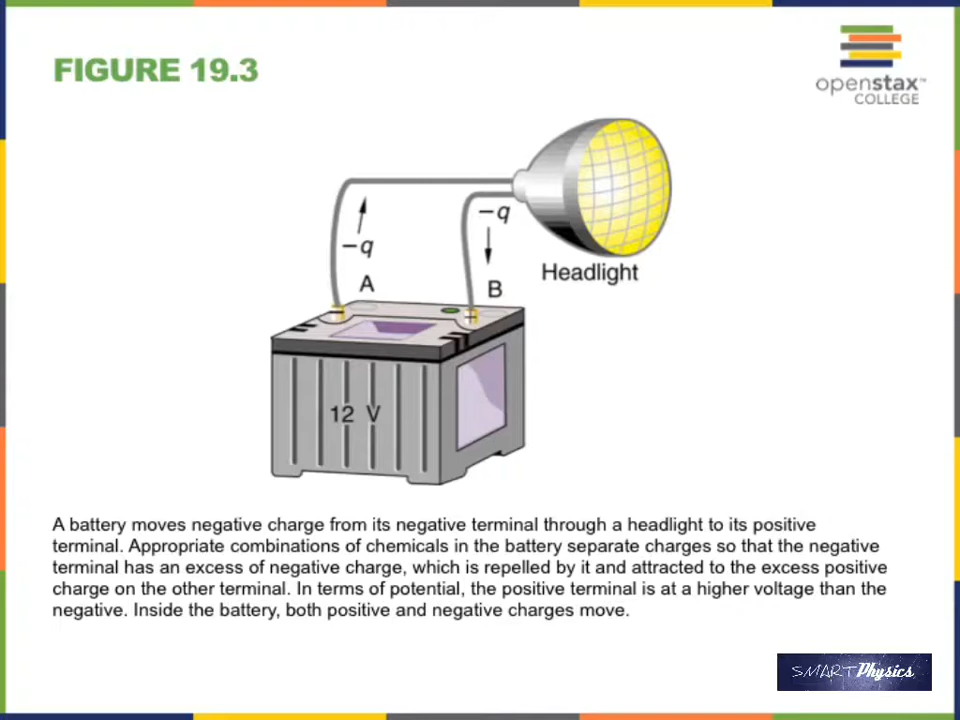 FIGURE 19.3
openstax™
COLLEGE
−q
−q
A
B
Headlight
−
+
12 V
A battery moves negative charge from its negative terminal through a headlight to its positive
terminal. Appropriate combinations of chemicals in the battery separate charges so that the negative
terminal has an excess of negative charge, which is repelled by it and attracted to the excess positive
charge on the other terminal. In terms of potential, the positive terminal is at a higher voltage than the
negative. Inside the battery, both positive and negative charges move.
SMART Physics